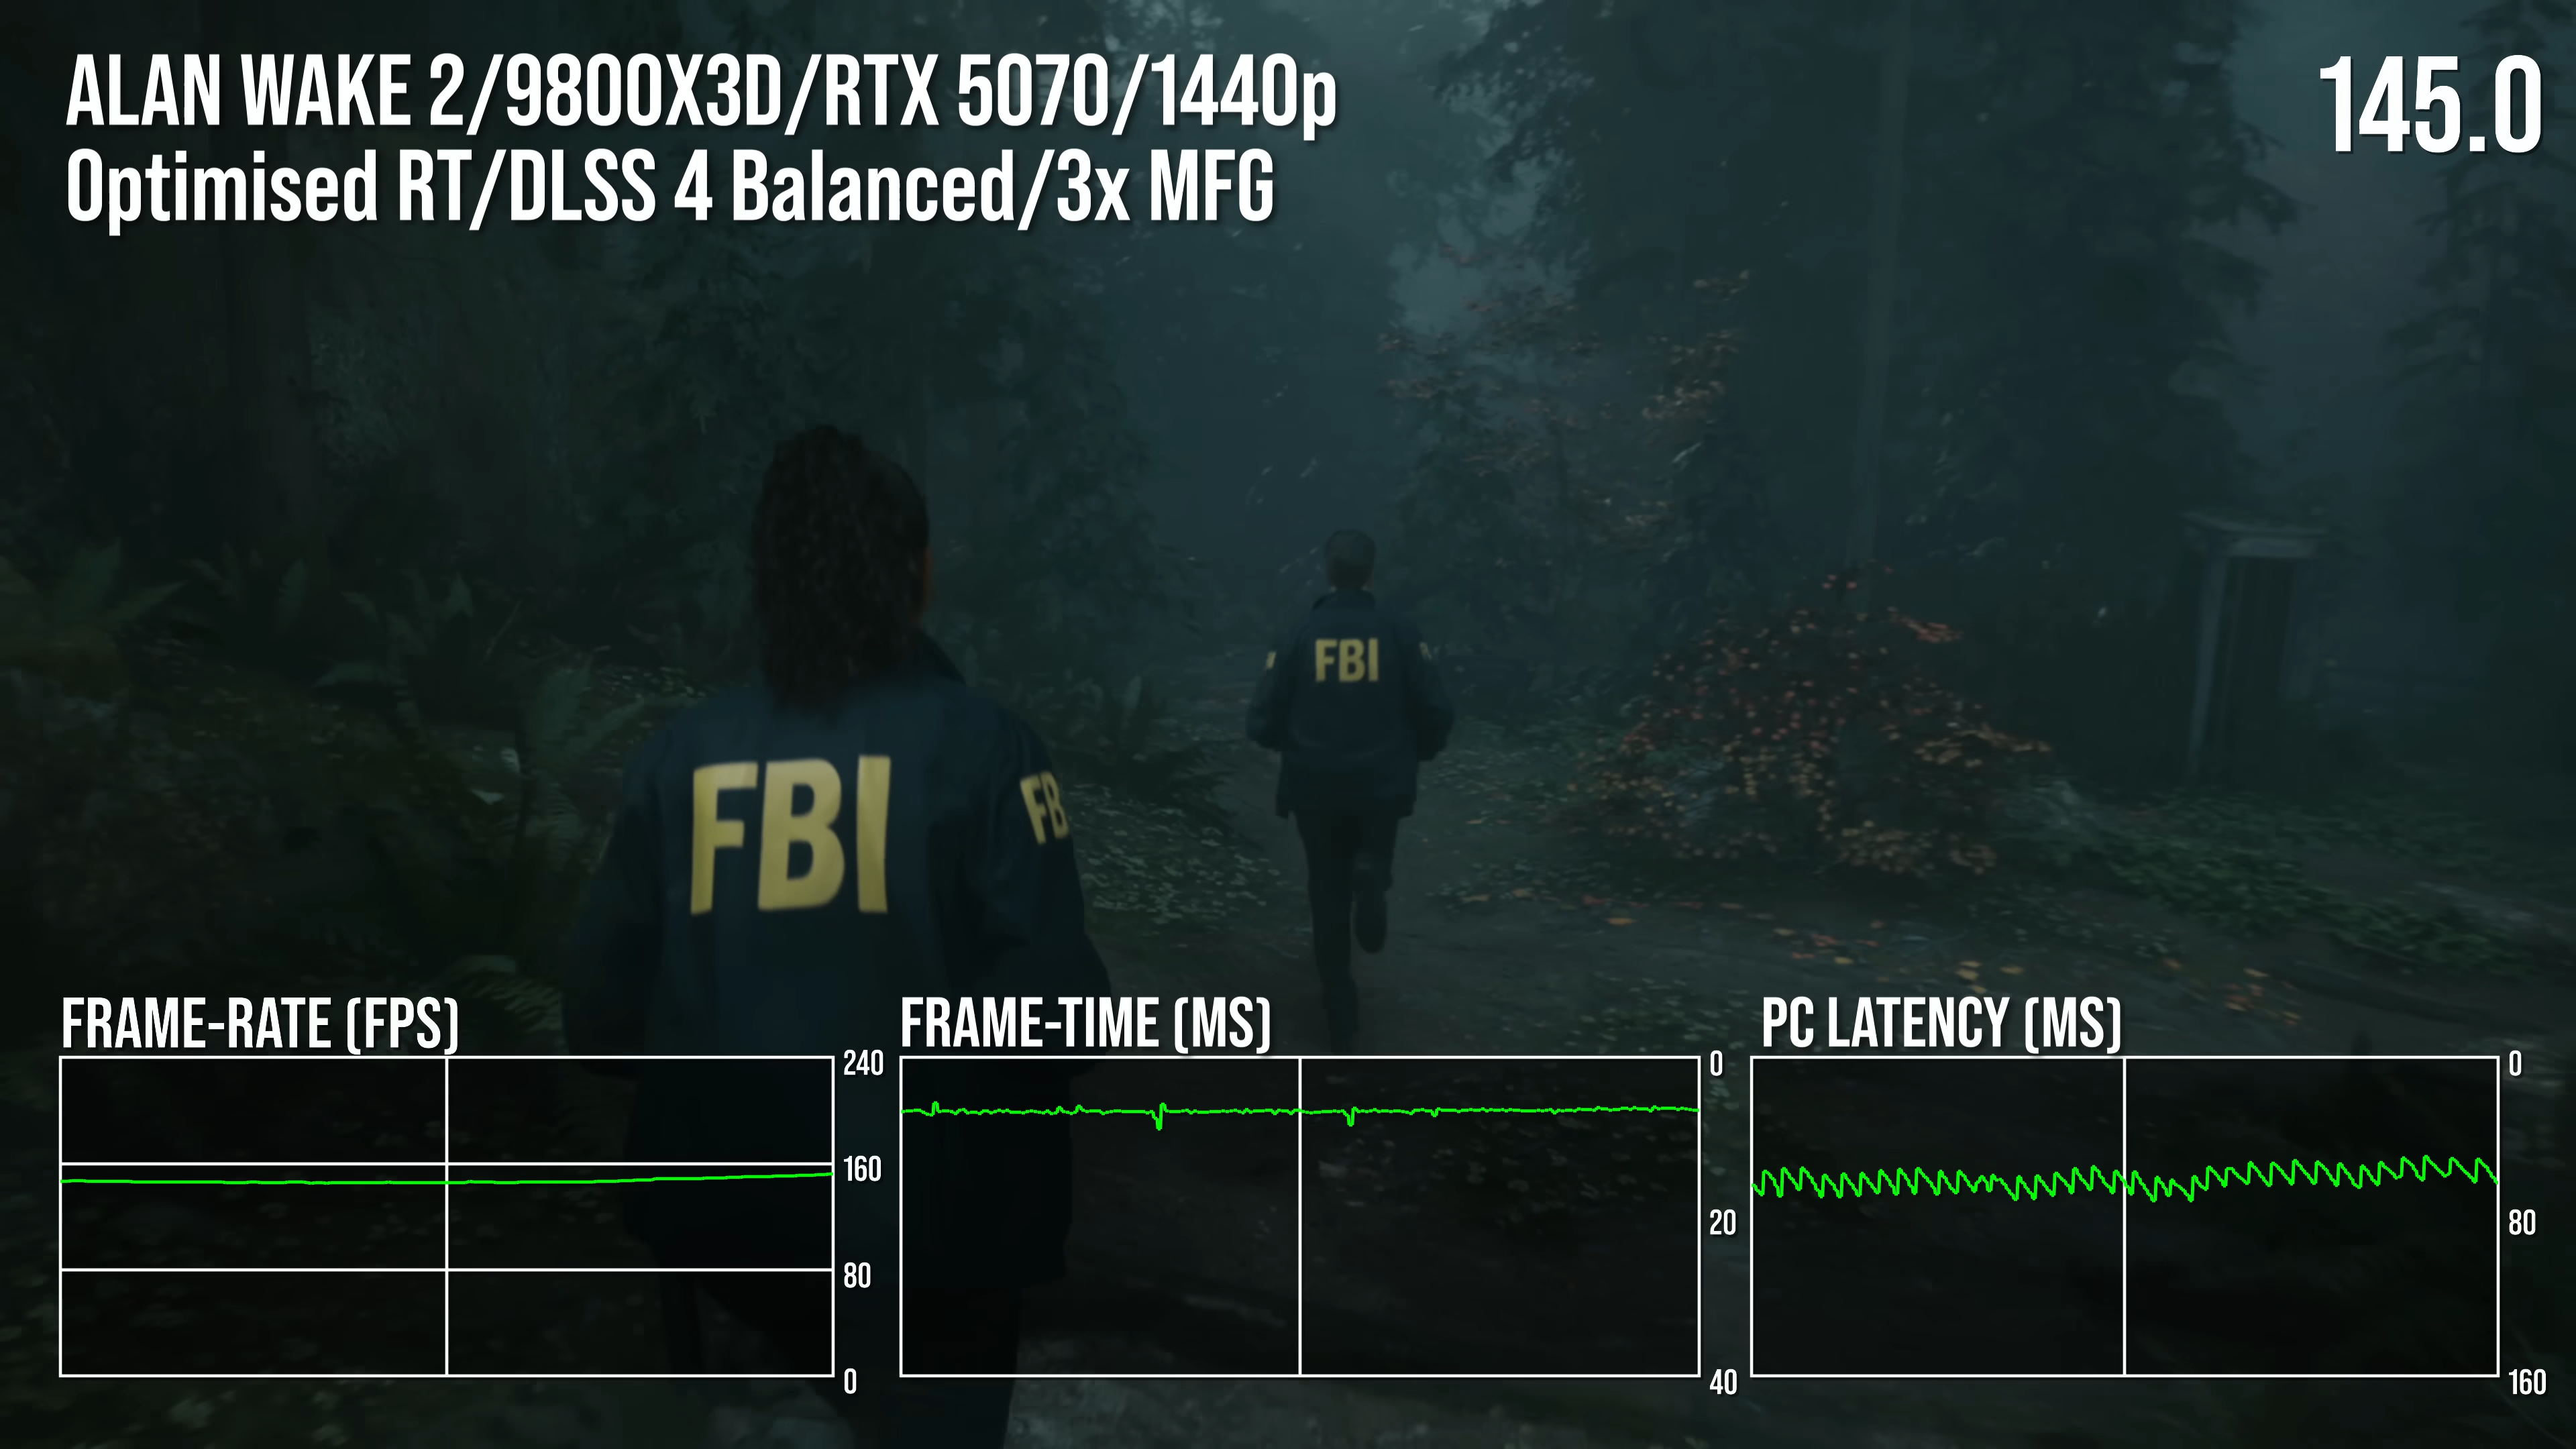 ALAN WAKE 2/9800X3D/RTX 5070/1440p
Optimised RT/DLSS 4 Balanced/3x MFG
145.0
FBI
FBI
FB
FRAME-RATE (FPS)
240
160
80
0
FRAME-TIME (MS)
0
20
40
PC LATENCY (MS)
0
80
160